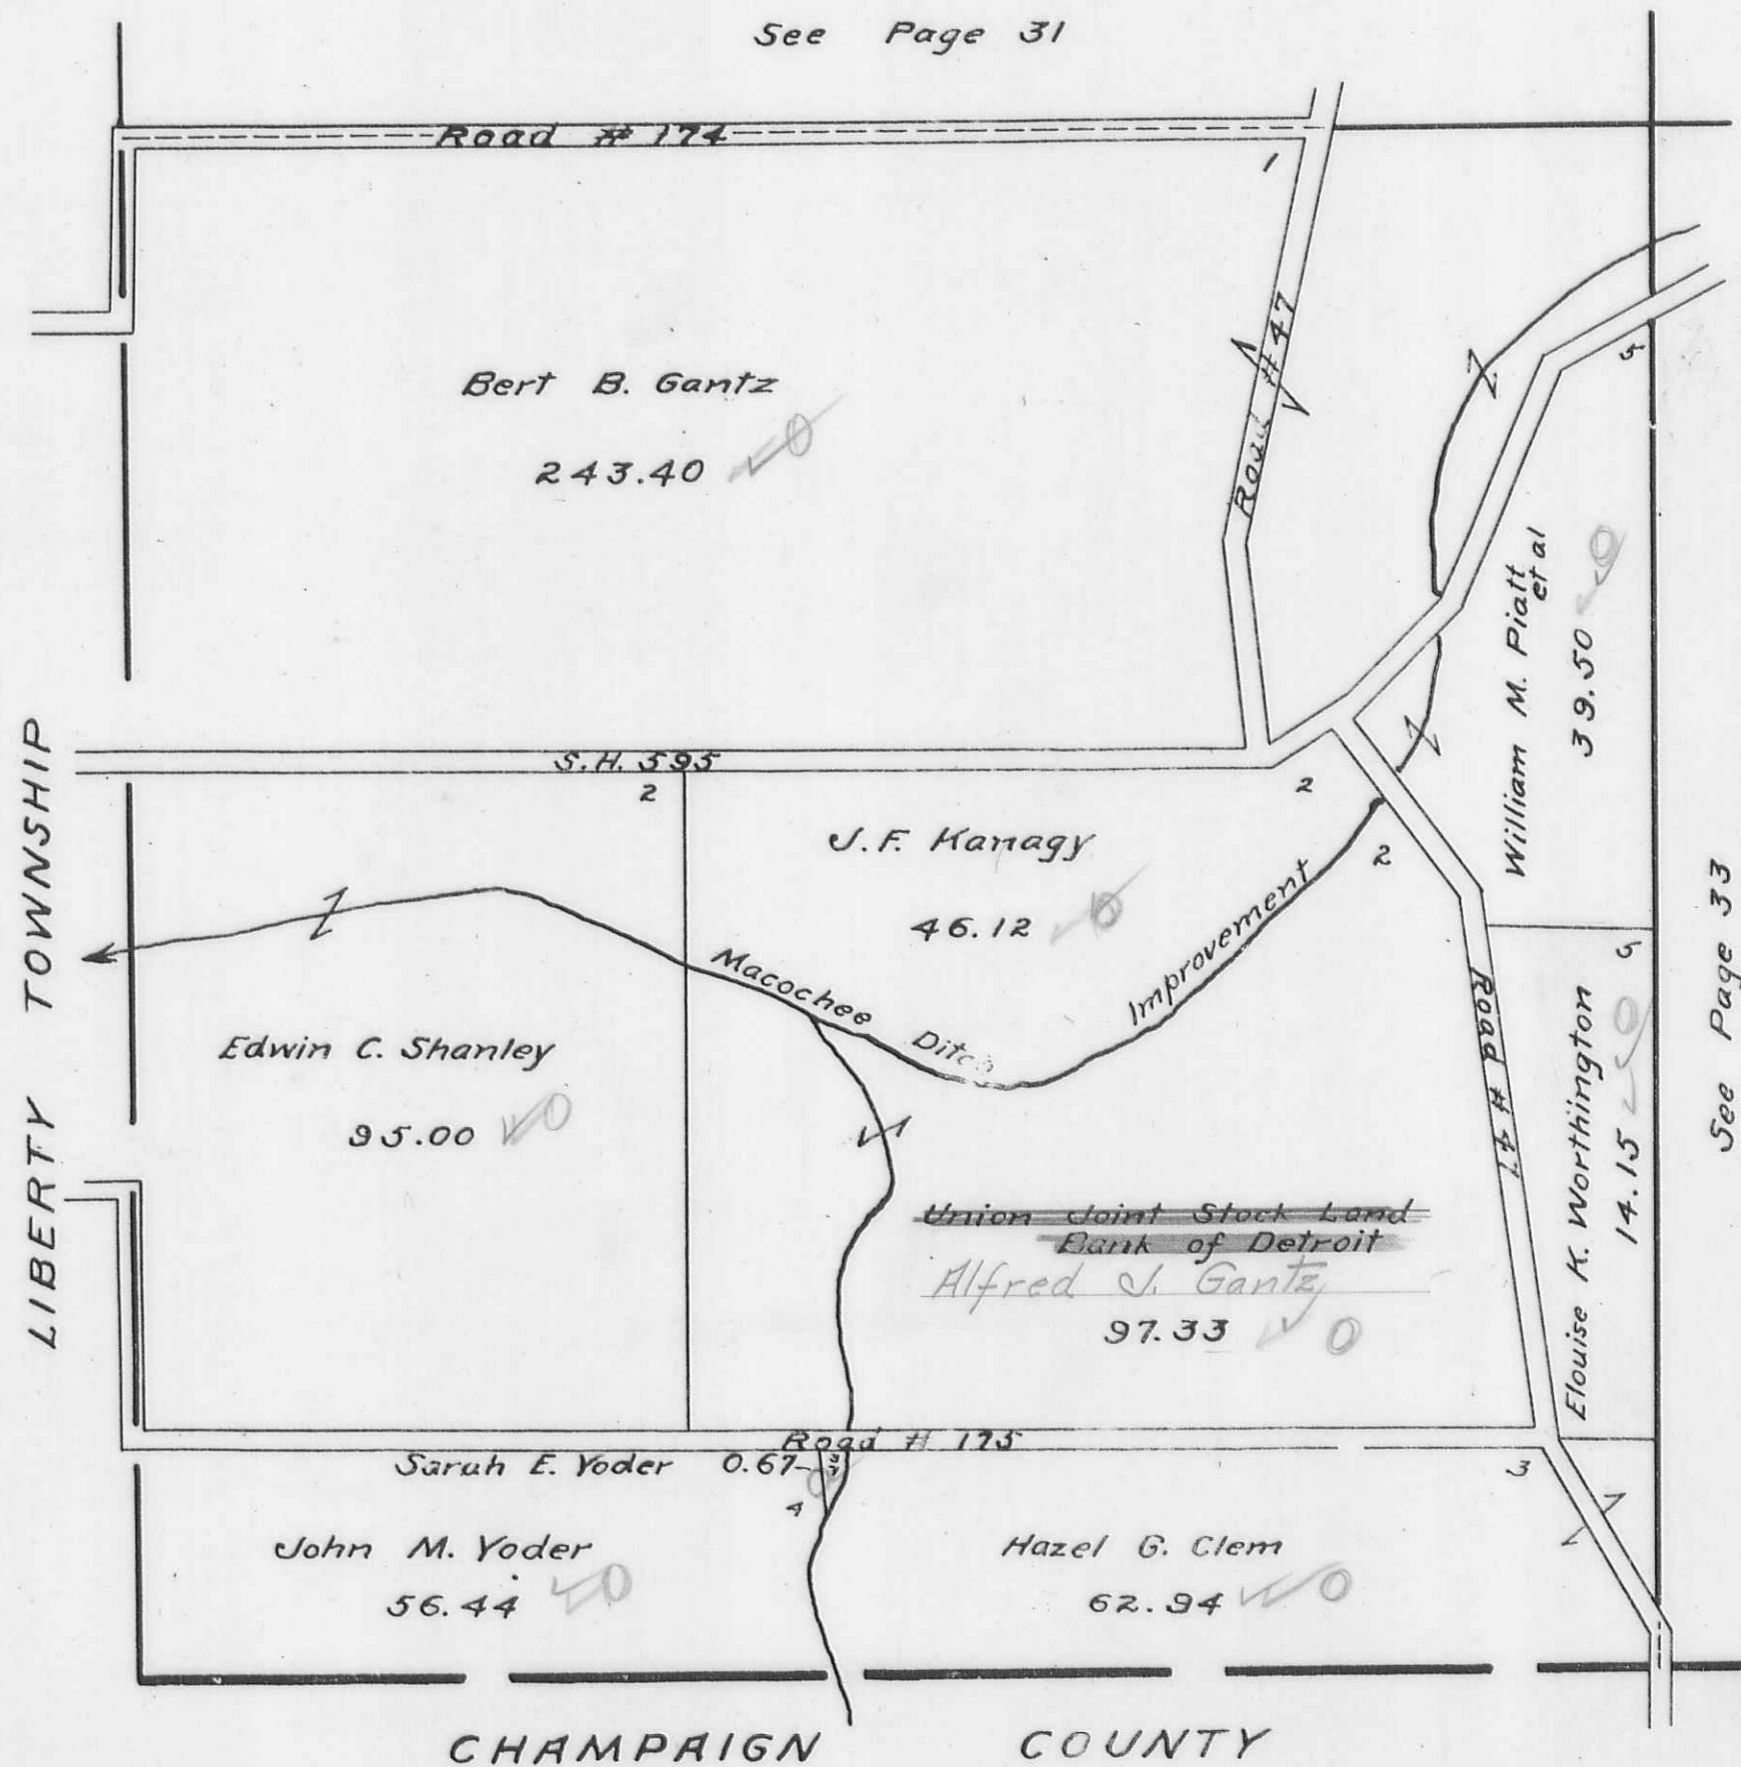 See Page 31
Road # 174
1
Road # 47
5
Bert B. Gantz
243.40
William M. Piatt
et al
39.50
S.H. 595
2
2
2
J.F. Kanagy
46.12
Macochee Ditch Improvement
LIBERTY TOWNSHIP
See Page 33
5
Edwin C. Shanley
95.00
Road # 47
Elouise K. Worthington
14.15
Union Joint Stock Land
Bank of Detroit
Alfred J. Gantz
97.33
Road # 175
Sarah E. Yoder 0.67
3
4
John M. Yoder
56.44
Hazel G. Clem
62.94
CHAMPAIGN COUNTY